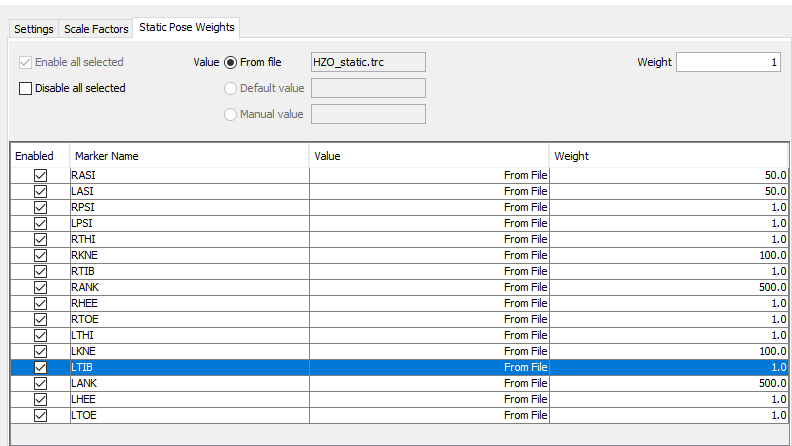 Settings Scale Factors Static Pose Weights
Enable all selected Value From file HZO_static.trc Weight 1
Disable all selected Default value
Manual value
Enabled Marker Name Value Weight
RASI From File 50.0
LASI From File 50.0
RPSI From File 1.0
LPSI From File 1.0
RTHI From File 1.0
RKNE From File 100.0
RTIB From File 1.0
RANK From File 500.0
RHEE From File 1.0
RTOE From File 1.0
LTHI From File 1.0
LKNE From File 100.0
LTIB From File 1.0
LANK From File 500.0
LHEE From File 1.0
LTOE From File 1.0